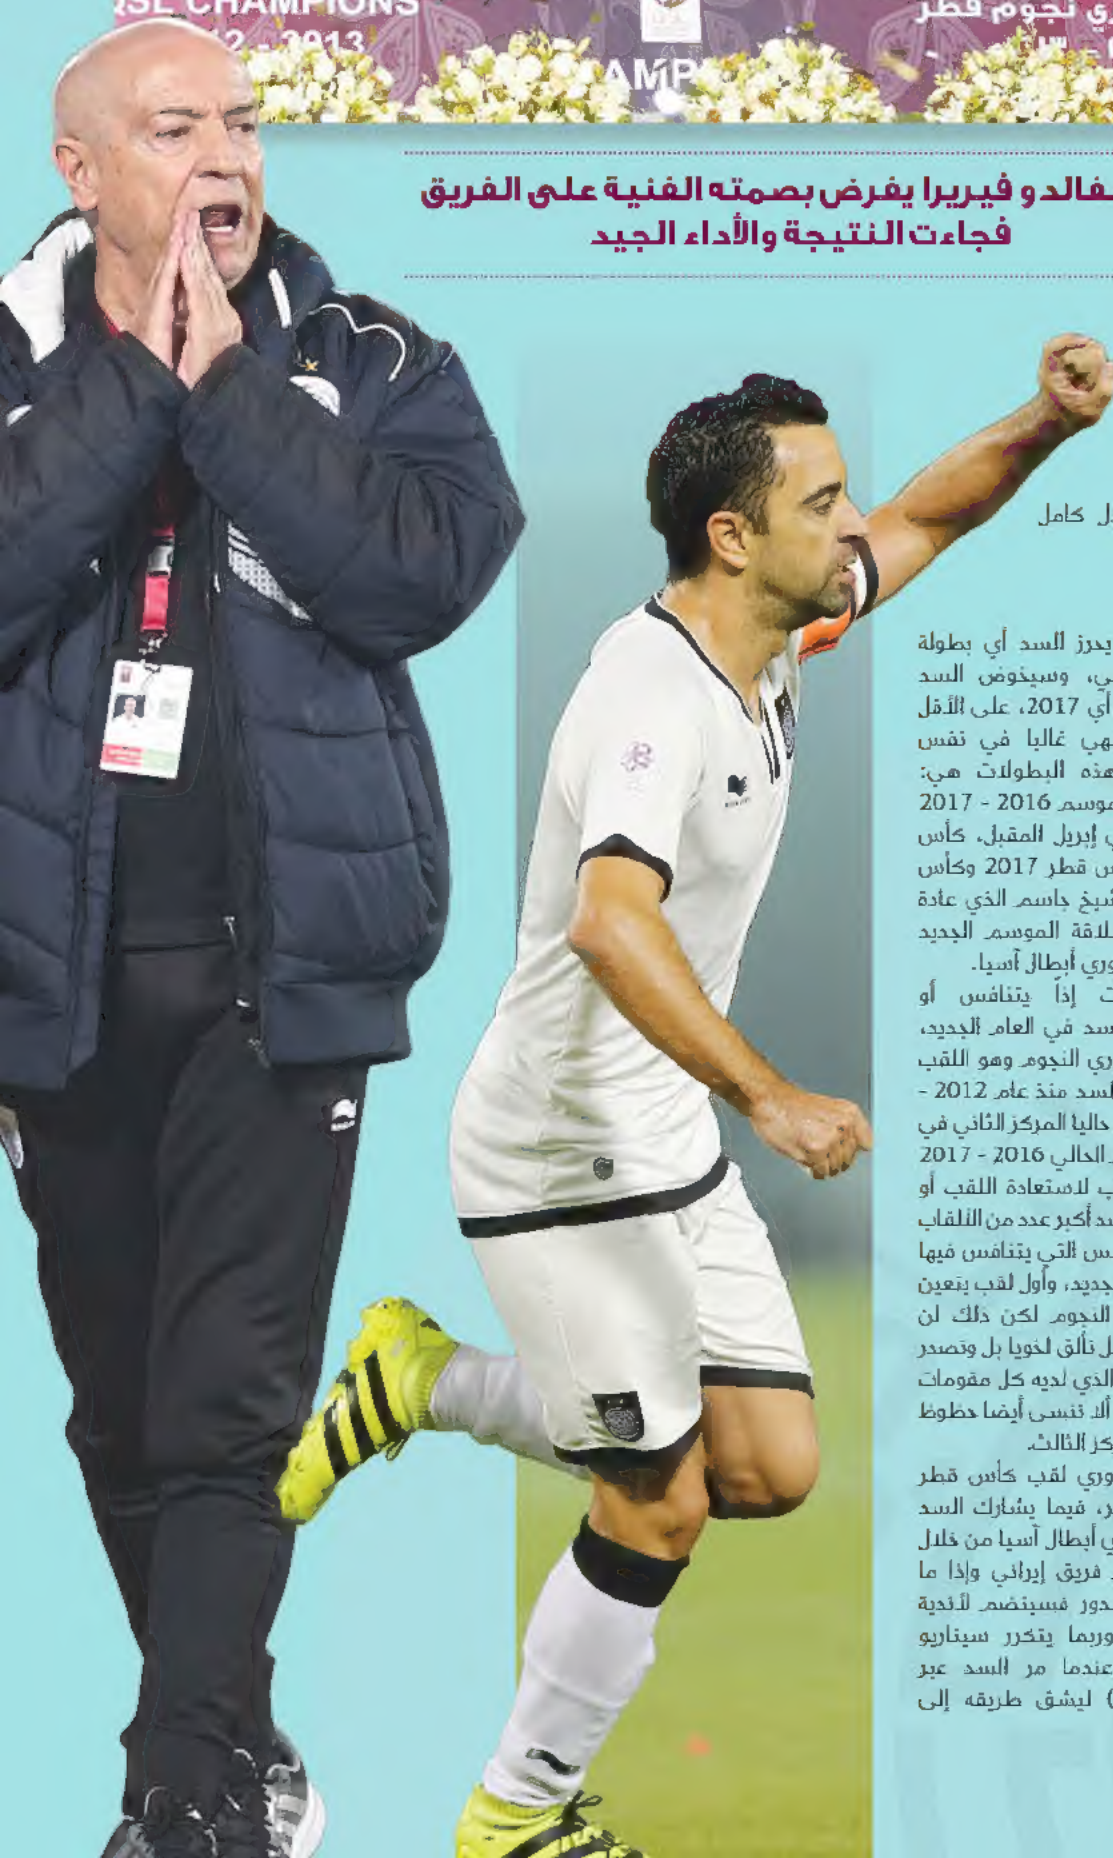 QSL CHAMPIONS
2012 - 2013
ي نجوم قطر
AMP
فالدو فيريرا يفرض بصمته الفنية على الفريق
فجاءت النتيجة والأداء الجيد
ل كامل
يحرز السد أي بطولة
ي، وسيخوض السد
أي 2017، على الأقل
هي غالبا في نفس
هذه البطولات هي:
موسم 2016 - 2017
ي إبريل المقبل، كأس
س قطر 2017 وكأس
شيخ جاسم الذي عادة
لاقة الموسم الجديد
وري أبطال آسيا.
ت إذاً يتنافس أو
سد في العام الجديد،
ري النجوم وهو اللقب
لسد منذ عام 2012 -
حاليا المركز الثاني في
الحالي 2016 - 2017
ب لاستعادة اللقب أو
سد أكبر عدد من الألقاب
س التي يتنافس فيها
جديد، وأول لقب يتعين
النجوم لكن ذلك لن
ل تألق لخويا بل وتصدر
الذي لديه كل مقومات
ألا ننسى أيضا حظوظ
كز الثالث.
وري لقب كأس قطر
ر، فيما يشارك السد
ي أبطال آسيا من خلال
فريق إيراني وإذا ما
دور فسينضم لأندية
وربما يتكرر سيناريو
عندما مر السد عبر
) ليشق طريقه إلى